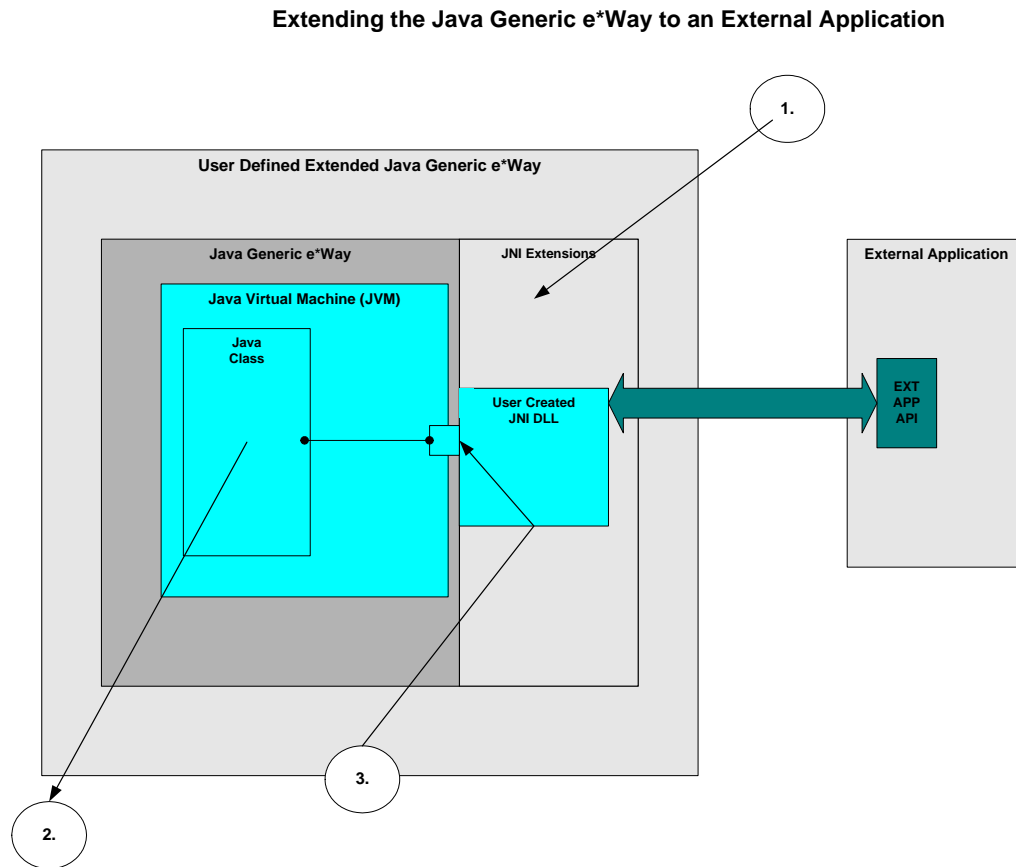 Extending the Java Generic e*Way to an External Application
1.
User Defined Extended Java Generic e*Way
Java Generic e*Way
JNI Extensions
External Application
Java Virtual Machine (JVM)
Java
Class
User Created
JNI DLL
EXT
APP
API
3.
2.